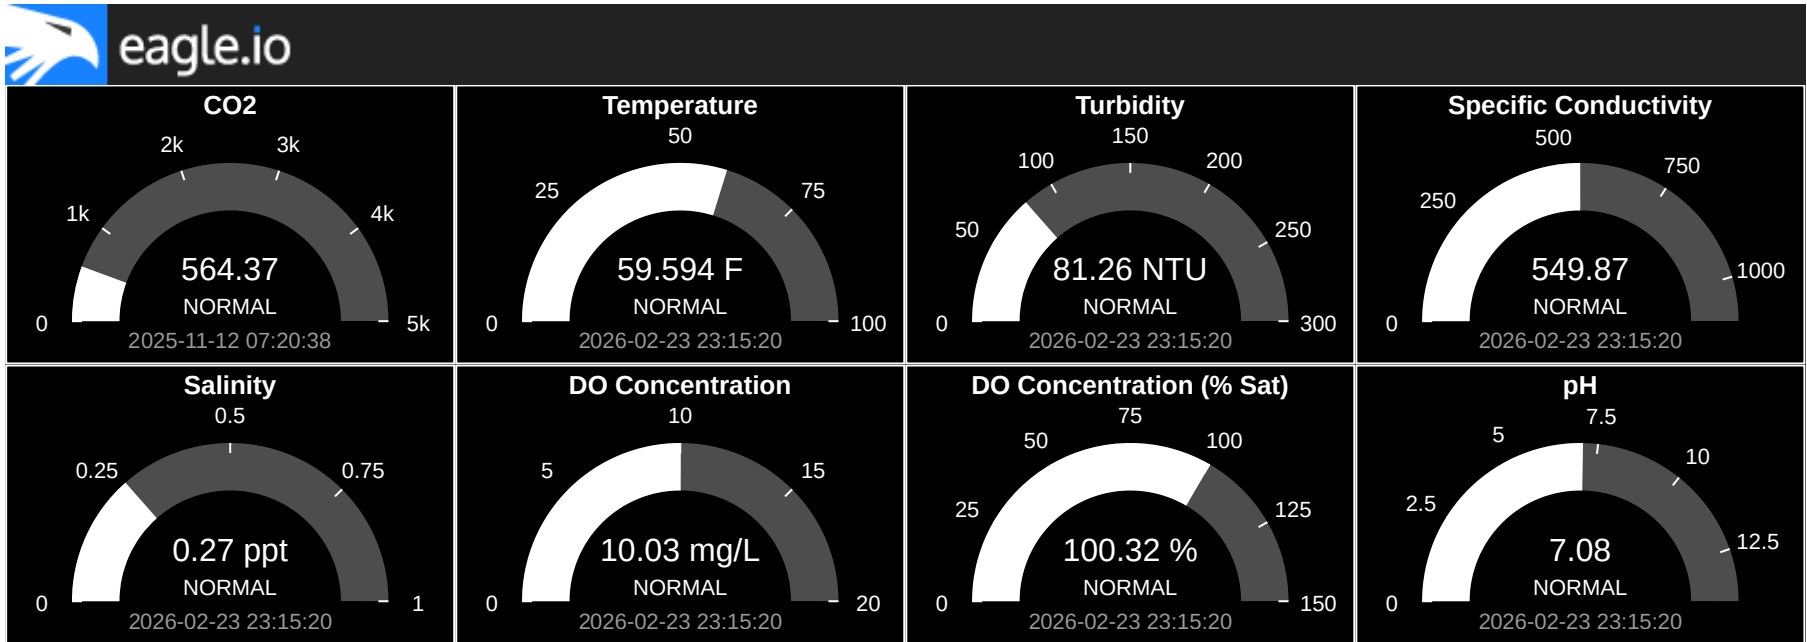 eagle.io
CO2
0
1k
2k
3k
4k
5k
564.37
NORMAL
2025-11-12 07:20:38
Temperature
0
25
50
75
100
59.594 F
NORMAL
2026-02-23 23:15:20
Turbidity
0
50
100
150
200
250
300
81.26 NTU
NORMAL
2026-02-23 23:15:20
Specific Conductivity
0
250
500
750
1000
549.87
NORMAL
2026-02-23 23:15:20
Salinity
0
0.25
0.5
0.75
1
0.27 ppt
NORMAL
2026-02-23 23:15:20
DO Concentration
0
5
10
15
20
10.03 mg/L
NORMAL
2026-02-23 23:15:20
DO Concentration (% Sat)
0
25
50
75
100
125
150
100.32 %
NORMAL
2026-02-23 23:15:20
pH
0
2.5
5
7.5
10
12.5
7.08
NORMAL
2026-02-23 23:15:20